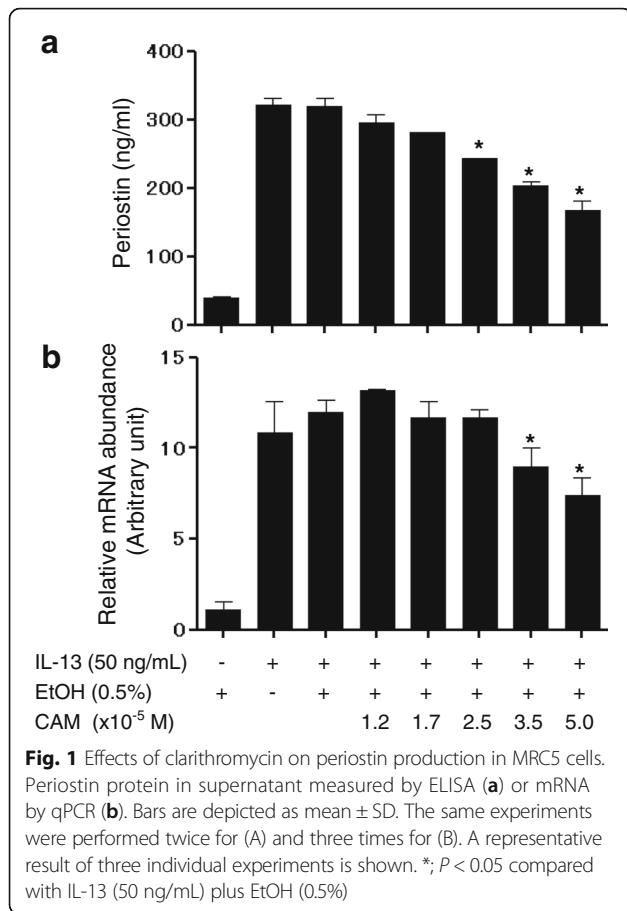 a
400
300
200
100
0
Periostin (ng/ml)
* * *
b
15
10
5
0
Relative mRNA abundance
(Arbitrary unit)
* *
IL-13 (50 ng/mL) - + + + + + + +
EtOH (0.5%) + - + + + + + +
CAM (x10-5 M) 1.2 1.7 2.5 3.5 5.0
Fig. 1 Effects of clarithromycin on periostin production in MRC5 cells.
Periostin protein in supernatant measured by ELISA (a) or mRNA
by qPCR (b). Bars are depicted as mean ± SD. The same experiments
were performed twice for (A) and three times for (B). A representative
result of three individual experiments is shown. *; P < 0.05 compared
with IL-13 (50 ng/mL) plus EtOH (0.5%)